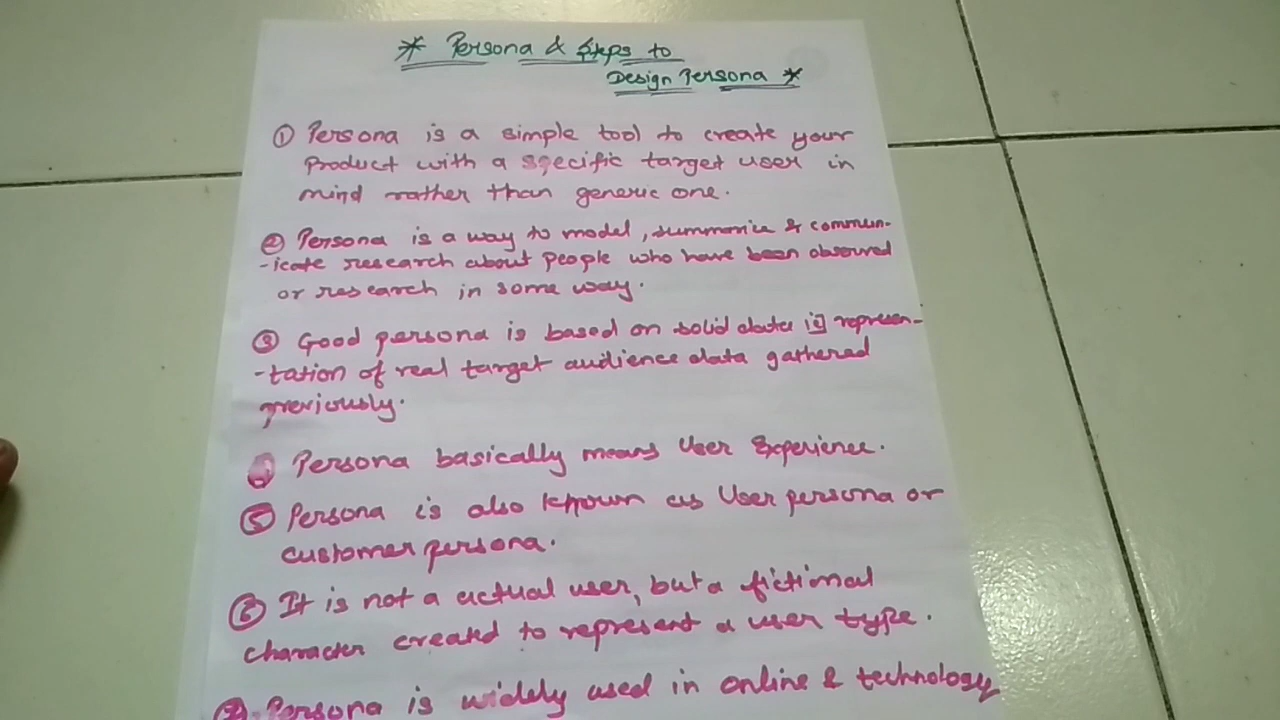 * Persona & Steps to
Design Persona *
① Persona is a simple tool to create your
Product with a specific target user in
mind rather than generic one.
② Persona is a way to model, summarize & commun-
-icate research about people who have been observed
or research in some way.
③ Good persona is based on solid data ie] represen-
-tation of real target audience data gathered
previously.
Persona basically means User Experience.
⑤ Persona is also known as User persona or
customer persona.
⑥ It is not a actual user, but a fictional
character created to represent a user type.
⑦ Persona is widely used in online & technology